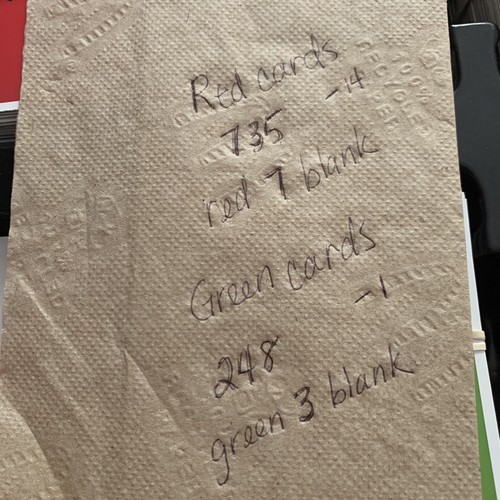 Red cards
-14
735
red 7 blank
Green cards
-1
248
green 3 blank